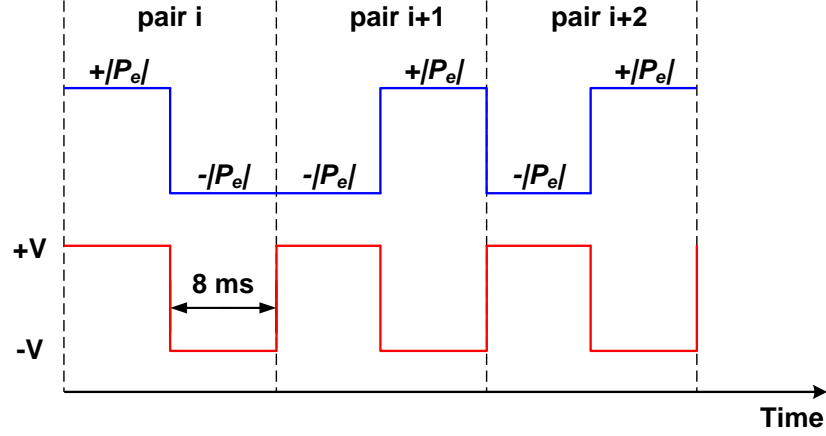 pair i pair i+1 pair i+2
+|Pe| +|Pe| +|Pe|
-|Pe| -|Pe| -|Pe|
+V
8 ms
-V
Time